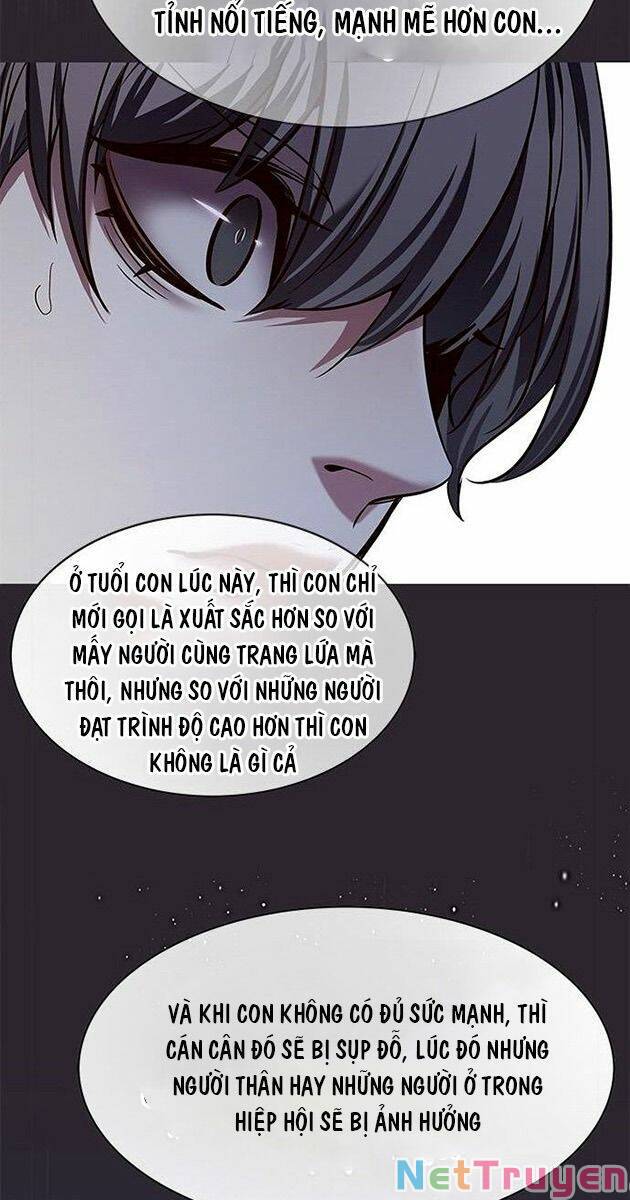 TỈNH NỔI TIẾNG, MẠNH MẼ HƠN CON...
Ở TUỔI CON LÚC NÀY, THÌ CON CHỈ
MỚI GỌI LÀ XUẤT SẮC HƠN SO VỚI
MẤY NGƯỜI CÙNG TRANG LỨA MÀ
THÔI, NHƯNG SO VỚI NHỮNG NGƯỜI
ĐẠT TRÌNH ĐỘ CAO HƠN THÌ CON
KHÔNG LÀ GÌ CẢ
VÀ KHI CON KHÔNG CÓ ĐỦ SỨC MẠNH, THÌ
CÁN CÂN ĐÓ SẼ BỊ SỤP ĐỖ, LÚC ĐÓ NHƯNG
NGƯỜI THÂN HAY NHỮNG NGƯỜI Ở TRONG
HIỆP HỘI SẼ BỊ ẢNH HƯỞNG
NetTruyen